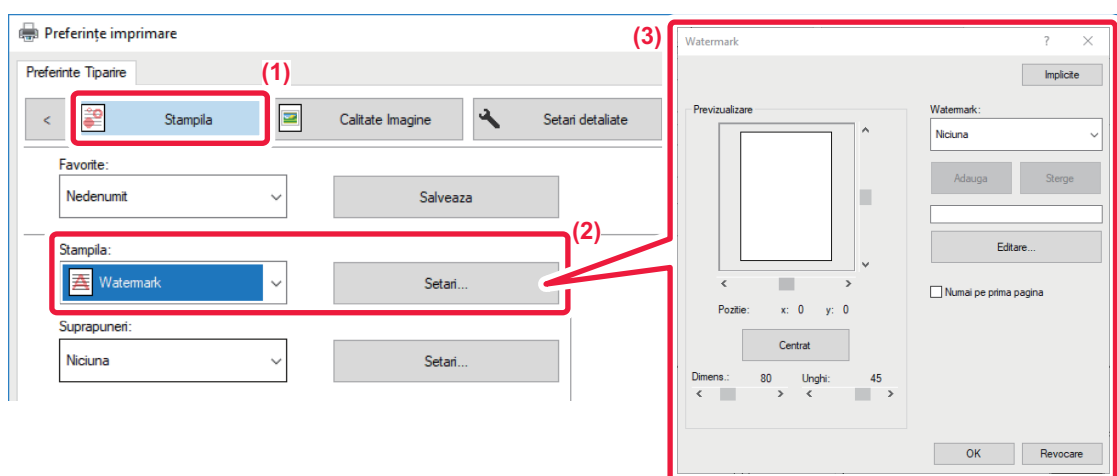 Preferințe imprimare
Preferinte Tiparire
(1)
<
Stampila
Calitate Imagine
Setari detaliate
Favorite:
Nedenumit
Salveaza
(2)
Stampila:
Watermark
Setari...
Suprapuneri:
Niciuna
Setari...
(3)
Watermark
?
Implicite
Previzualizare
Watermark:
Niciuna
Adauga
Sterge
Editare...
Numai pe prima pagina
Pozitie: x: 0 y: 0
Centrat
Dimens.: 80 Unghi: 45
OK
Revocare